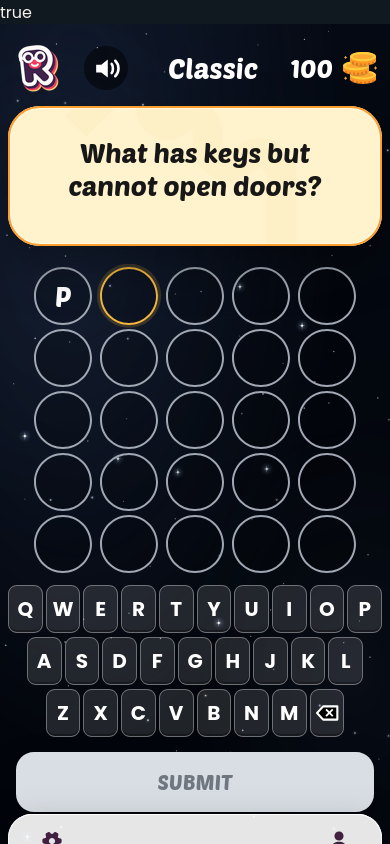 true
R
Classic
100
What has keys but
cannot open doors?
P
Q W E R T Y U I O P
A S D F G H J K L
Z X C V B N M
SUBMIT